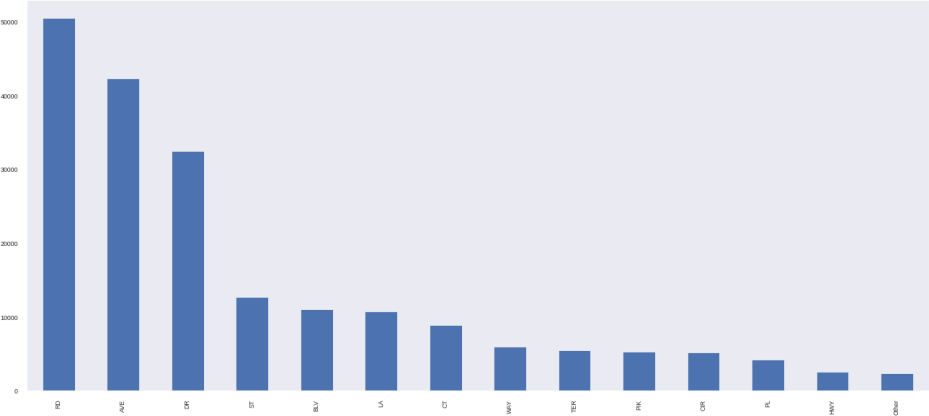 50000
40000
30000
20000
10000
0
RD
AVE
DR
ST
BLV
LA
CT
WAY
TER
PIK
CIR
PL
HWY
Other